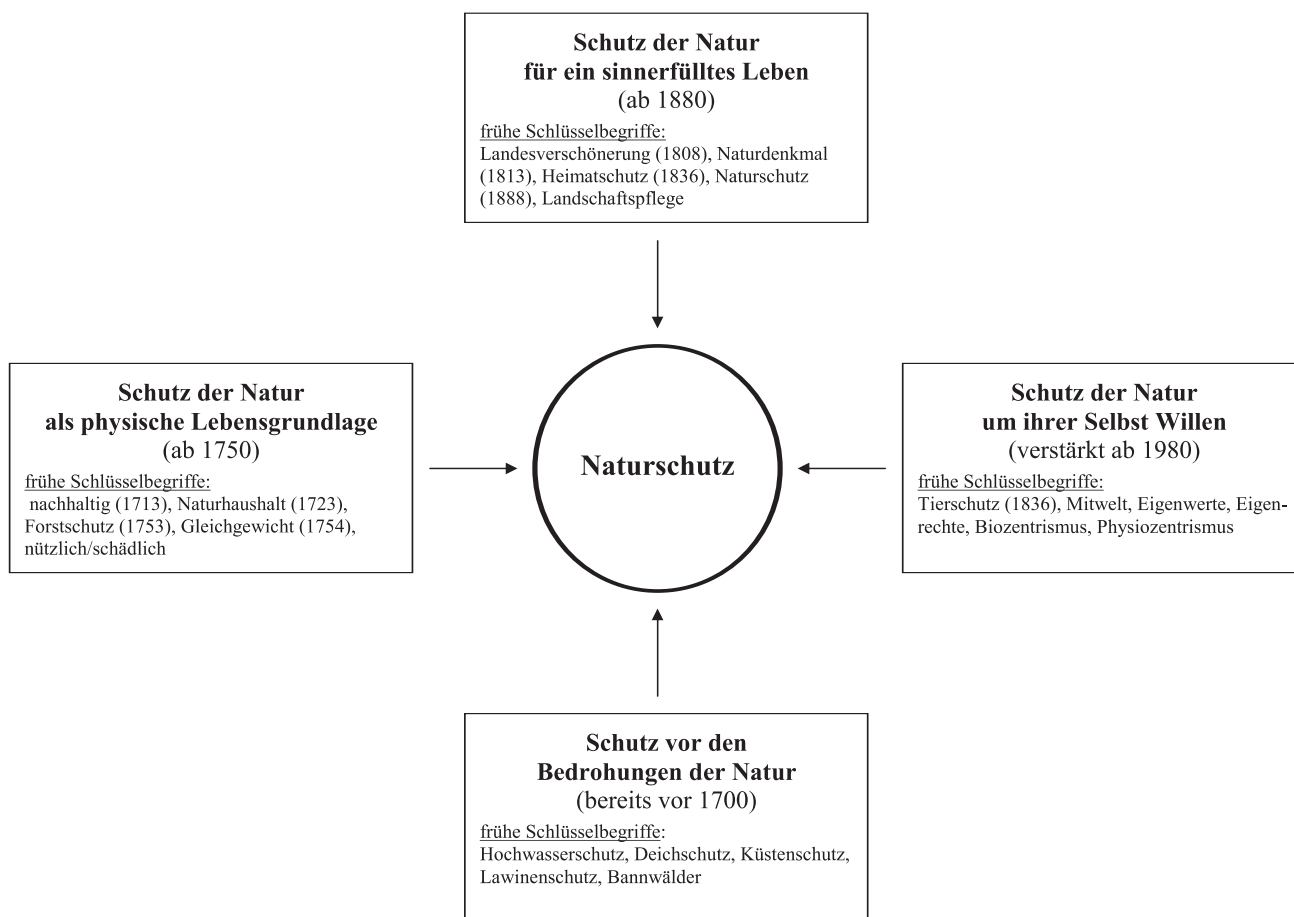 Schutz der Natur
für ein sinnerfülltes Leben
(ab 1880)
frühe Schlüsselbegriffe:
Landesverschönerung (1808), Naturdenkmal
(1813), Heimatschutz (1836), Naturschutz
(1888), Landschaftspflege
Schutz der Natur
als physische Lebensgrundlage
(ab 1750)
frühe Schlüsselbegriffe:
nachhaltig (1713), Naturhaushalt (1723),
Forstschutz (1753), Gleichgewicht (1754),
nützlich/schädlich
Naturschutz
Schutz der Natur
um ihrer Selbst Willen
(verstärkt ab 1980)
frühe Schlüsselbegriffe:
Tierschutz (1836), Mitwelt, Eigenwerte, Eigen-
rechte, Biozentrismus, Physiozentrismus
Schutz vor den
Bedrohungen der Natur
(bereits vor 1700)
frühe Schlüsselbegriffe:
Hochwasserschutz, Deichschutz, Küstenschutz,
Lawinenschutz, Bannwälder